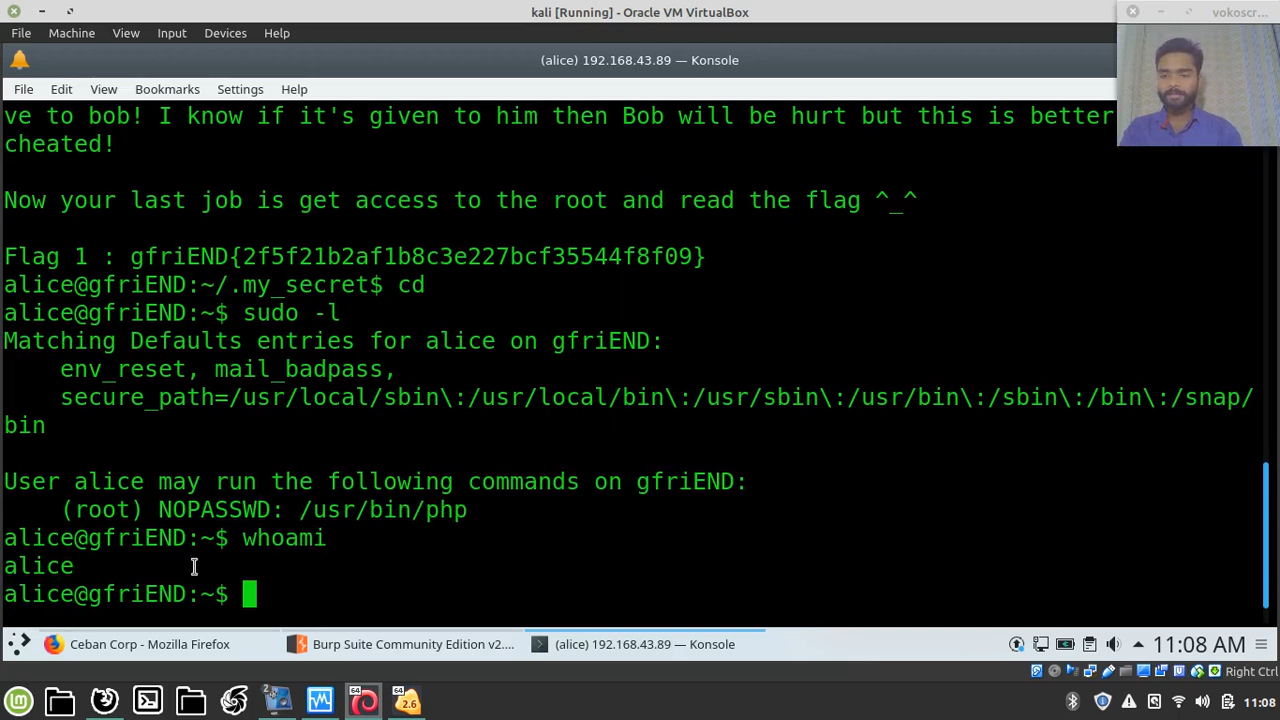 kali [Running] - Oracle VM VirtualBox
vokoscr...
File Machine View Input Devices Help
(alice) 192.168.43.89 — Konsole
File Edit View Bookmarks Settings Help
ve to bob! I know if it's given to him then Bob will be hurt but this is better
cheated!
Now your last job is get access to the root and read the flag ^_^
Flag 1 : gfriEND{2f5f21b2af1b8c3e227bcf35544f8f09}
alice@gfriEND:~/.my_secret$ cd
alice@gfriEND:~$ sudo -l
Matching Defaults entries for alice on gfriEND:
env_reset, mail_badpass,
secure_path=/usr/local/sbin\:/usr/local/bin\:/usr/sbin\:/usr/bin\:/sbin\:/bin\:/snap/
bin
User alice may run the following commands on gfriEND:
(root) NOPASSWD: /usr/bin/php
alice@gfriEND:~$ whoami
alice
alice@gfriEND:~$
Ceban Corp - Mozilla Firefox
Burp Suite Community Edition v2....
(alice) 192.168.43.89 — Konsole
11:08 AM
Right Ctrl
2
64
64
2.6
11:08